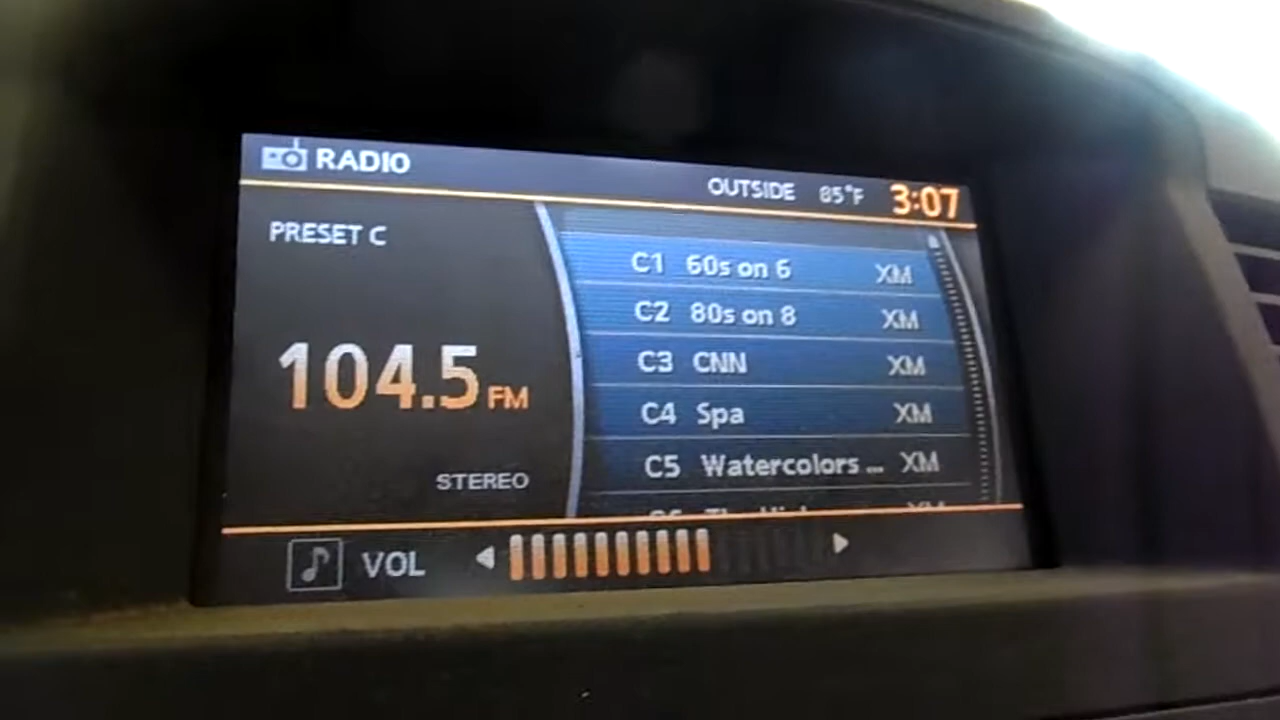 RADIO
OUTSIDE 85°F 3:07
PRESET C
C1 60s on 6 XM
C2 80s on 8 XM
C3 CNN XM
104.5 FM
C4 Spa XM
C5 Watercolors ... XM
STEREO
VOL